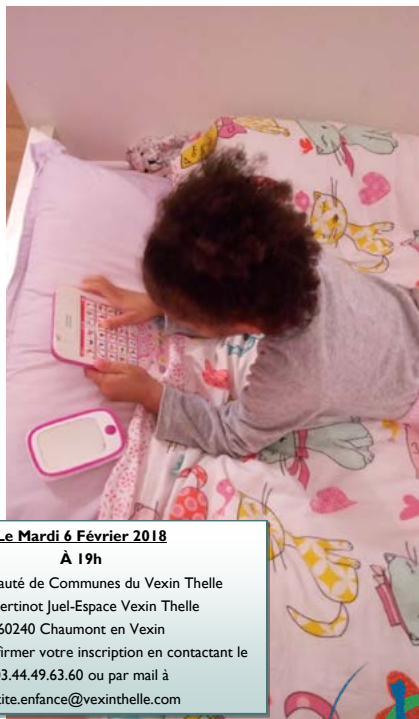 Le Mardi 6 Février 2018
À 19h
auté de Communes du Vexin Thelle
ertinot Juel-Espace Vexin Thelle
60240 Chaumont en Vexin
firmer votre inscription en contactant le
03.44.49.63.60 ou par mail à
ite.enfance@vexinthelle.com